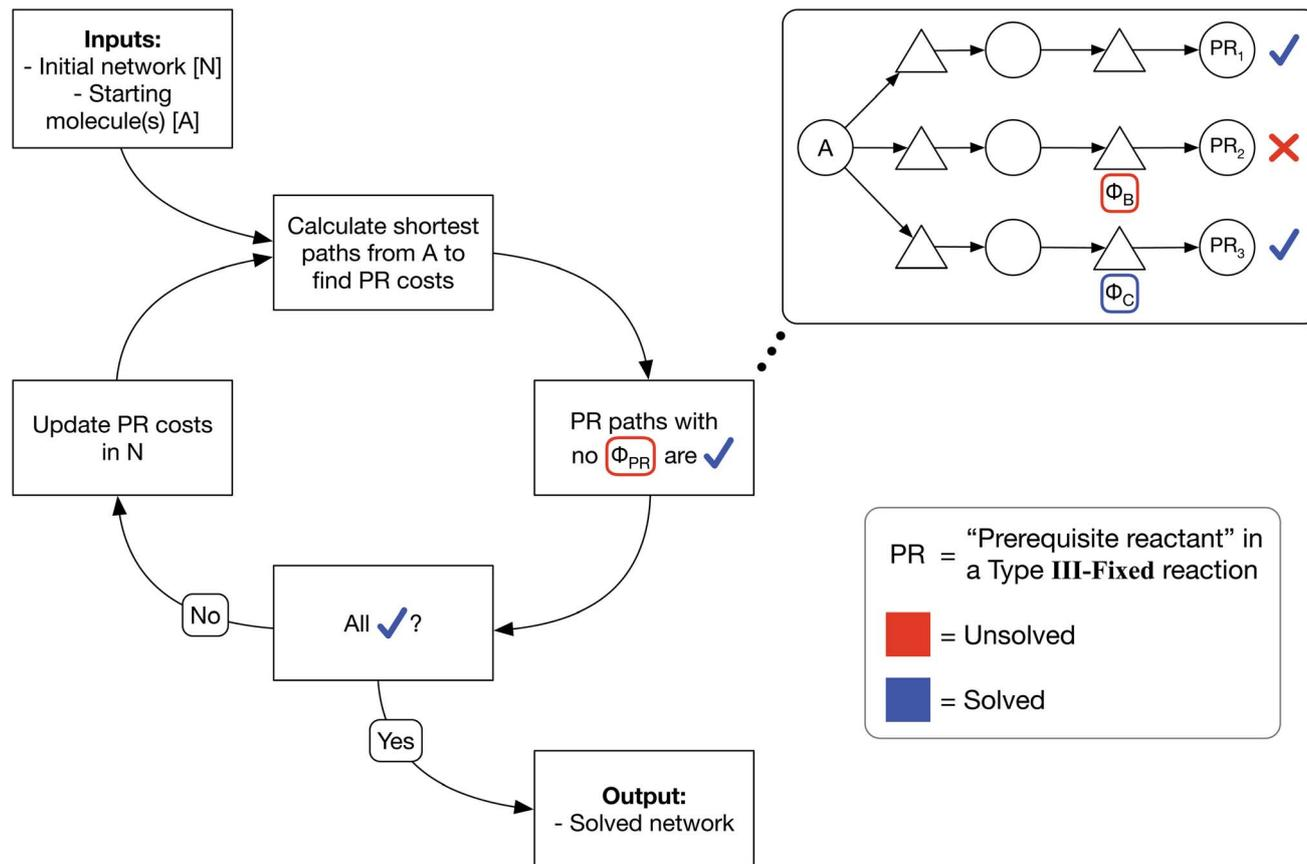 Inputs:
- Initial network [N]
- Starting
molecule(s) [A]
Calculate shortest
paths from A to
find PR costs
Update PR costs
in N
PR paths with
no Φ_PR are ✓
All ✓?
No
Yes
Output:
- Solved network
A
PR₁ ✓
PR₂ ✗
Φ_B
PR₃ ✓
Φ_C
PR = “Prerequisite reactant” in
a Type III-Fixed reaction
= Unsolved
= Solved